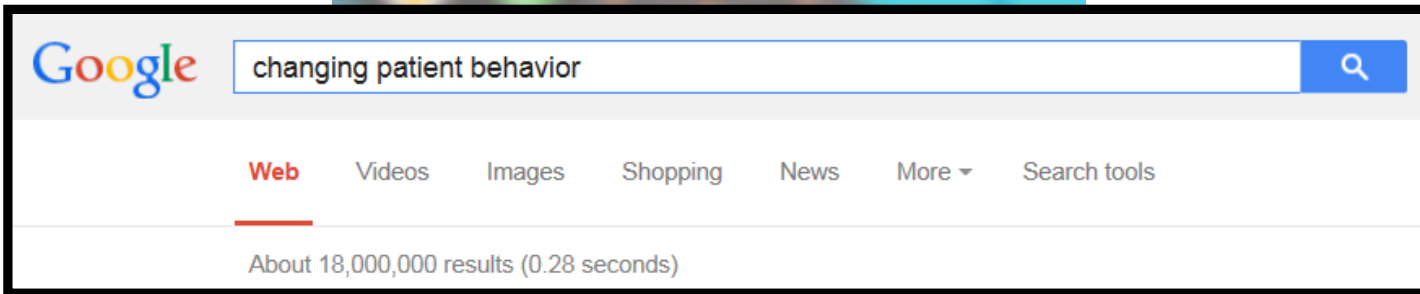 Google changing patient behavior
Web Videos Images Shopping News More Search tools
About 18,000,000 results (0.28 seconds)